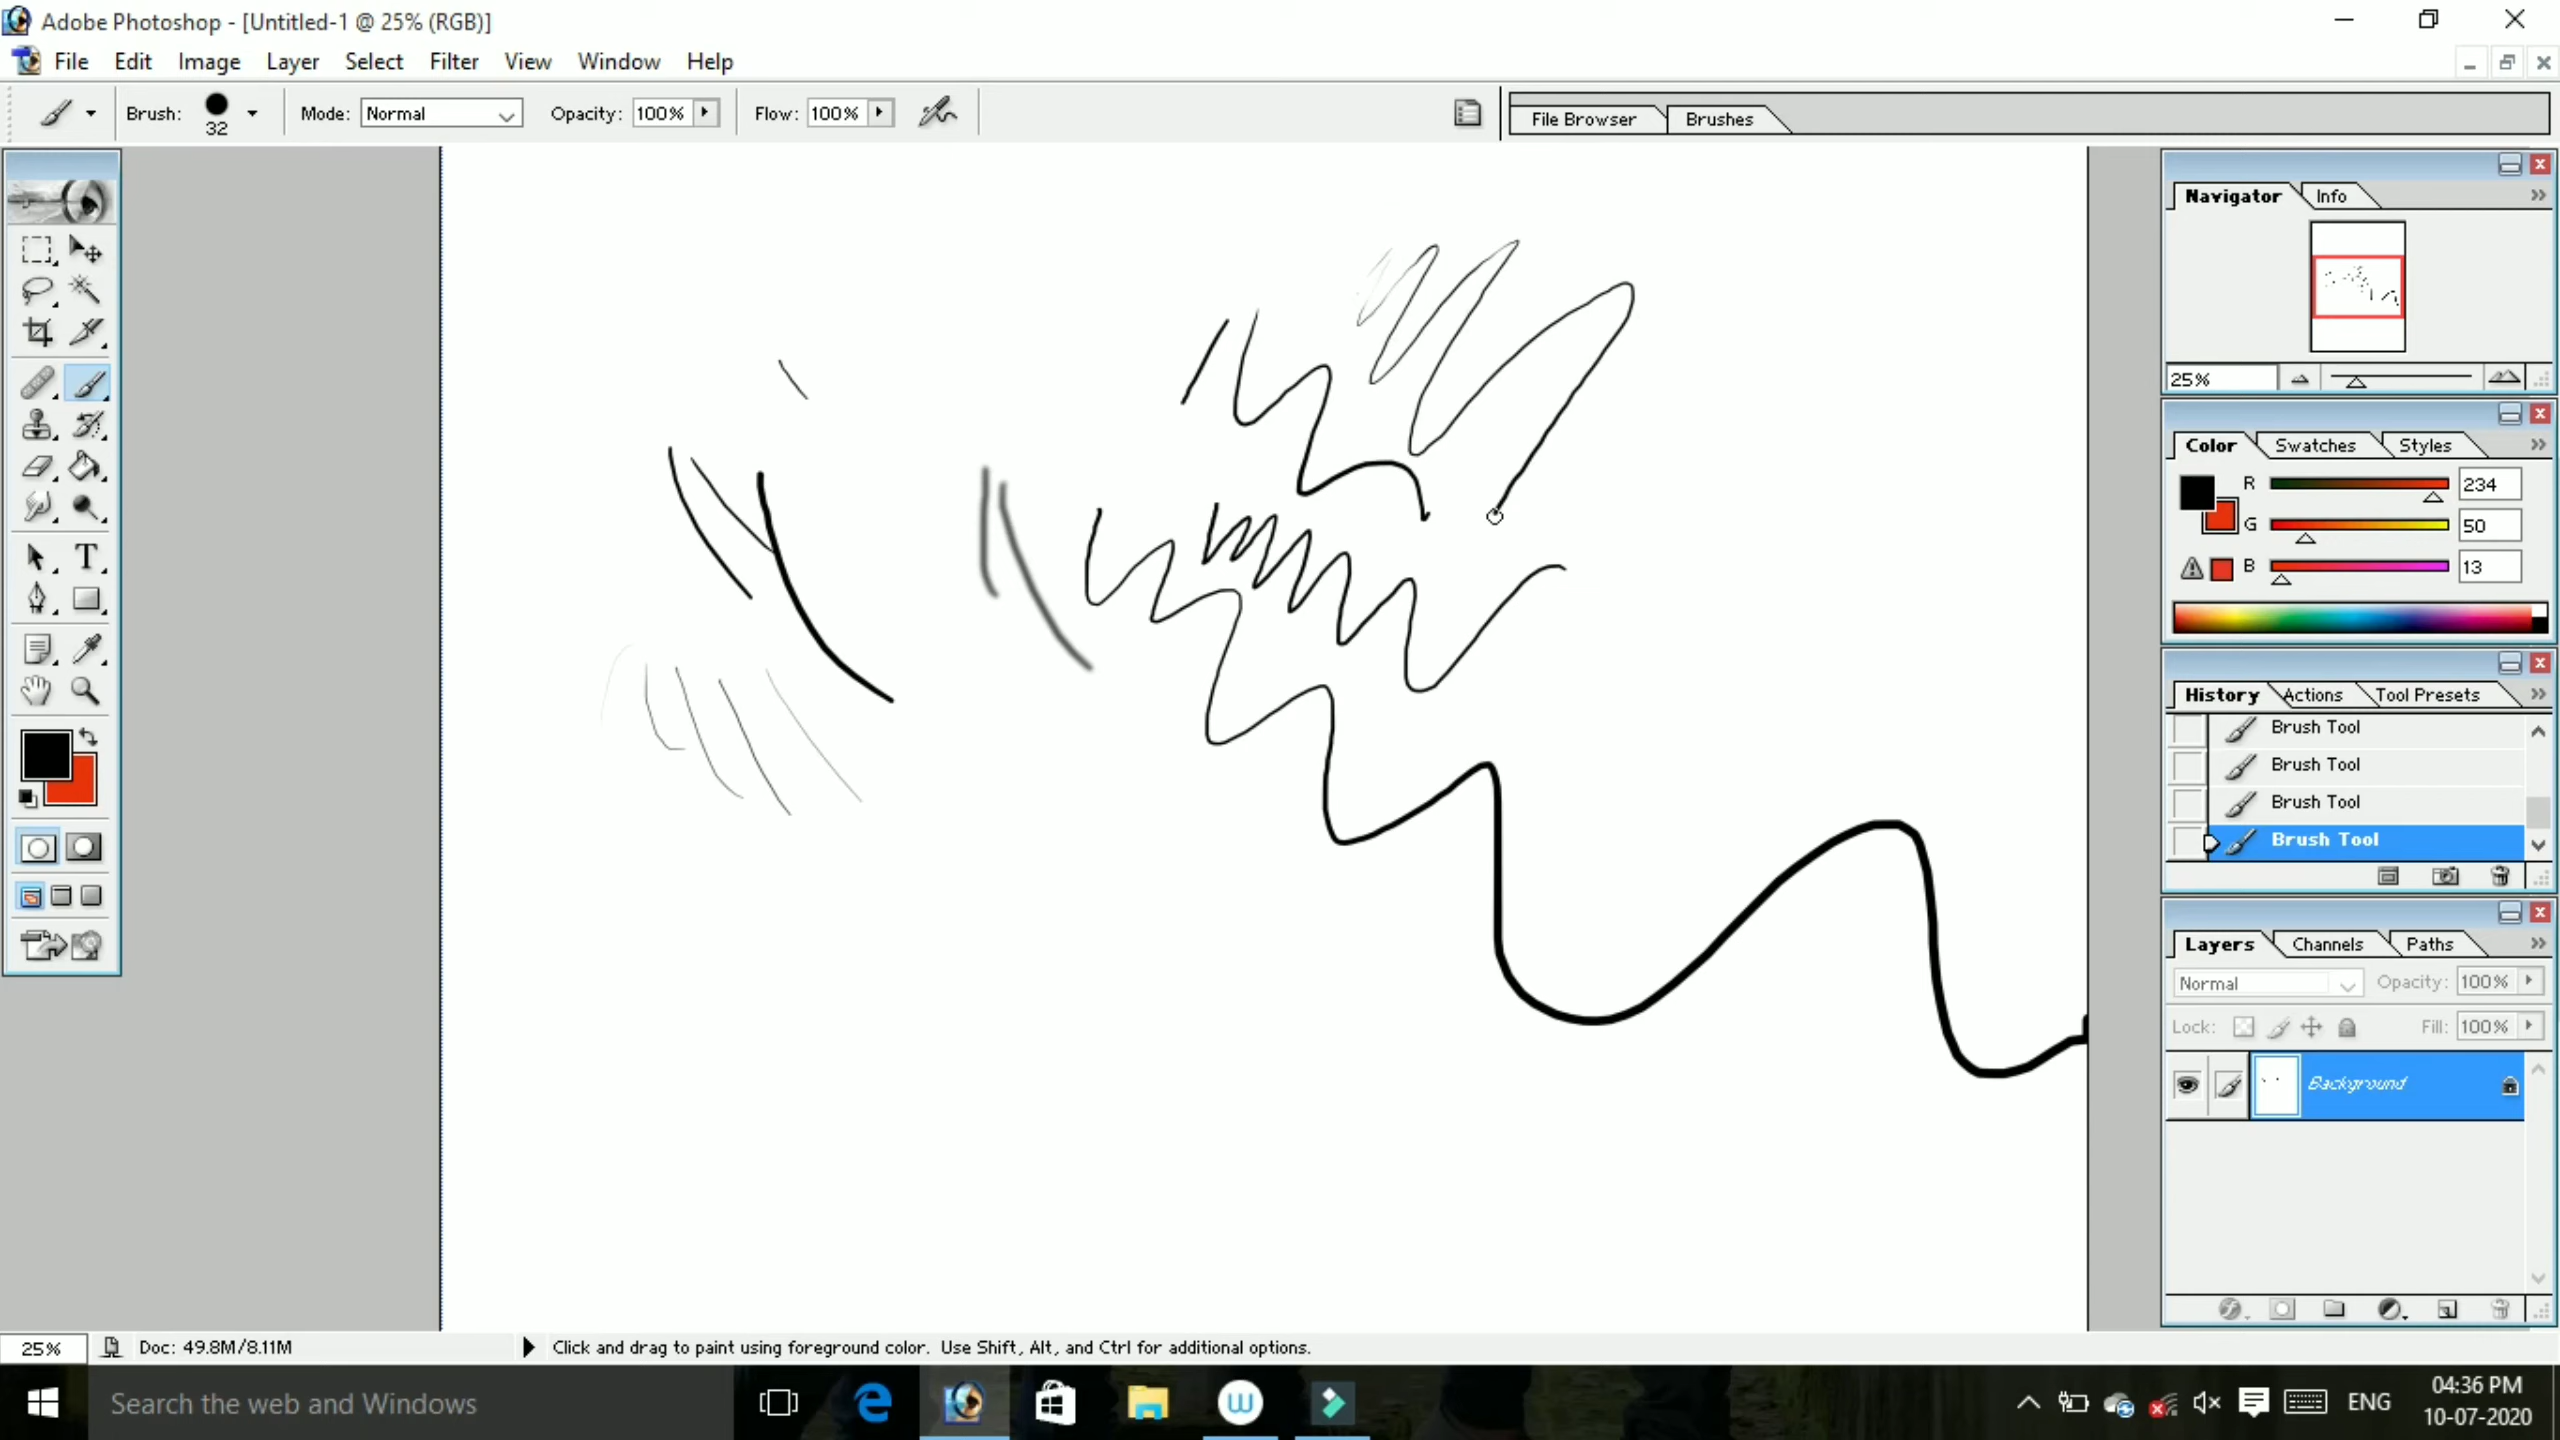 Adobe Photoshop - [Untitled-1 @ 25% (RGB)]
File Edit Image Layer Select Filter View Window Help
Brush: 32 Mode: Normal Opacity: 100% Flow: 100% File Browser Brushes
Navigator Info
25%
Color Swatches Styles
R 234
G 50
B 13
History Actions Tool Presets
Brush Tool
Brush Tool
Brush Tool
Brush Tool
Layers Channels Paths
Normal Opacity: 100%
Lock: Fill: 100%
Background
25% Doc: 49.8M/8.11M Click and drag to paint using foreground color. Use Shift, Alt, and Ctrl for additional options.
Search the web and Windows
ENG
04:36 PM
10-07-2020